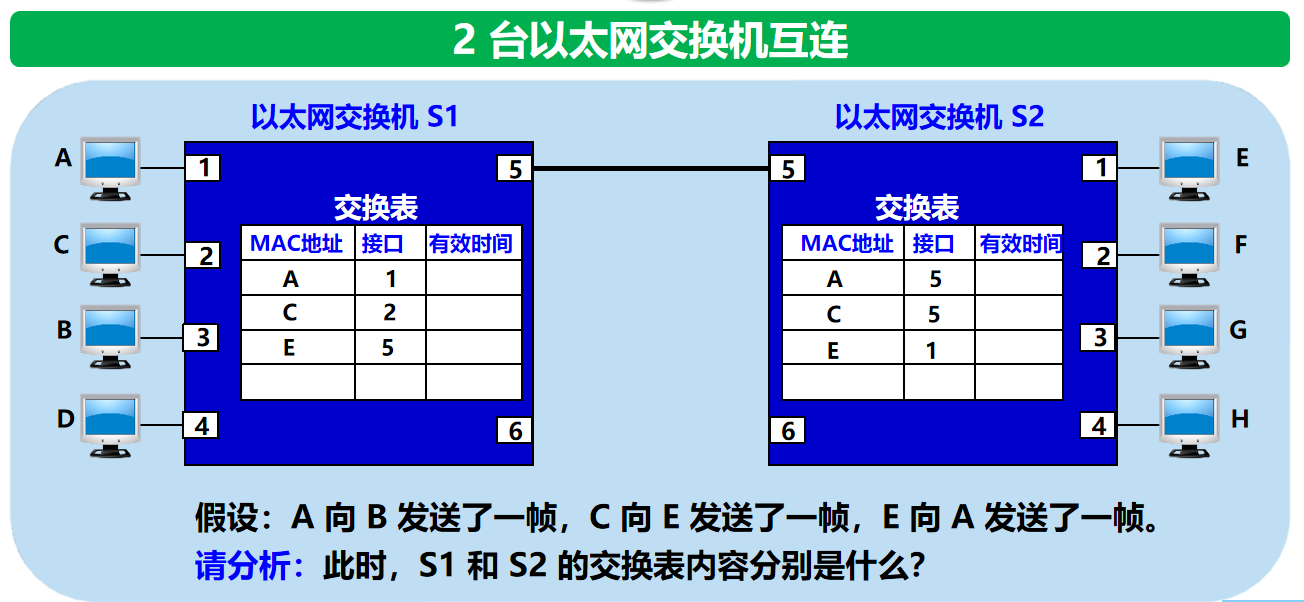 2 台以太网交换机互连
以太网交换机 S1
以太网交换机 S2
A
1
5
5
1
E
交换表
交换表
C
2
MAC地址 接口 有效时间
MAC地址 接口 有效时间
2
F
A 1
A 5
C 2
C 5
B
3
E 5
E 1
3
G
D
4
6
6
4
H
假设：A 向 B 发送了一帧，C 向 E 发送了一帧，E 向 A 发送了一帧。
请分析：此时，S1 和 S2 的交换表内容分别是什么？